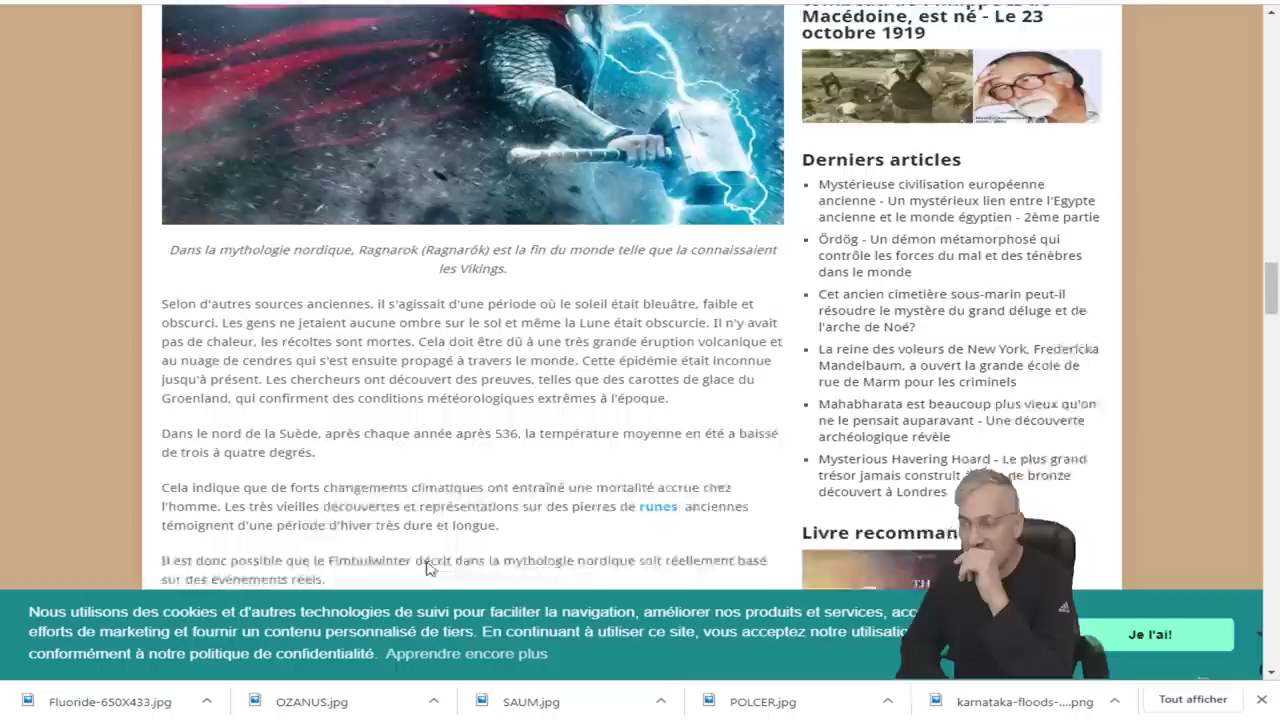 Macédoine, est né - Le 23
octobre 1919
Derniers articles
Mystérieuse civilisation européenne
ancienne - Un mystérieux lien entre l'Egypte
ancienne et le monde égyptien - 2ème partie
Ördög - Un démon métamorphosé qui
contrôle les forces du mal et des ténèbres
dans le monde
Cet ancien cimetière sous-marin peut-il
résoudre le mystère du grand déluge et de
l'arche de Noé?
La reine des voleurs de New York, Fredericka
Mandelbaum, a ouvert la grande école de
rue de Marm pour les criminels
Mahabharata est beaucoup plus vieux qu'on
ne le pensait auparavant - Une découverte
archéologique révèle
Mysterious Havering Hoard - Le plus grand
trésor jamais construit de bronze
découvert à Londres
Livre recomman
Dans la mythologie nordique, Ragnarok (Ragnarök) est la fin du monde telle que la connaissaient
les Vikings.
Selon d'autres sources anciennes, il s'agissait d'une période où le soleil était bleuâtre, faible et
obscurci. Les gens ne jetaient aucune ombre sur le sol et même la Lune était obscurcie. Il n'y avait
pas de chaleur, les récoltes sont mortes. Cela doit être dû à une très grande éruption volcanique et
au nuage de cendres qui s'est ensuite propagé à travers le monde. Cette épidémie était inconnue
jusqu'à présent. Les chercheurs ont découvert des preuves, telles que des carottes de glace du
Groenland, qui confirment des conditions météorologiques extrêmes à l'époque.
Dans le nord de la Suède, après chaque année après 536, la température moyenne en été a baissé
de trois à quatre degrés.
Cela indique que de forts changements climatiques ont entraîné une mortalité accrue chez
l'homme. Les très vieilles découvertes et représentations sur des pierres de runes anciennes
témoignent d'une période d'hiver très dure et longue.
Il est donc possible que le Fimbulwinter décrit dans la mythologie nordique soit réellement basé
sur des événements réels.
Nous utilisons des cookies et d'autres technologies de suivi pour faciliter la navigation, améliorer nos produits et services, acc
efforts de marketing et fournir un contenu personnalisé de tiers. En continuant à utiliser ce site, vous acceptez notre utilisatio
conformément à notre politique de confidentialité. Apprendre encore plus
Je l'ai!
Fluoride-650X433.jpg
OZANUS.jpg
SAUM.jpg
POLCER.jpg
karnataka-floods-....png
Tout afficher